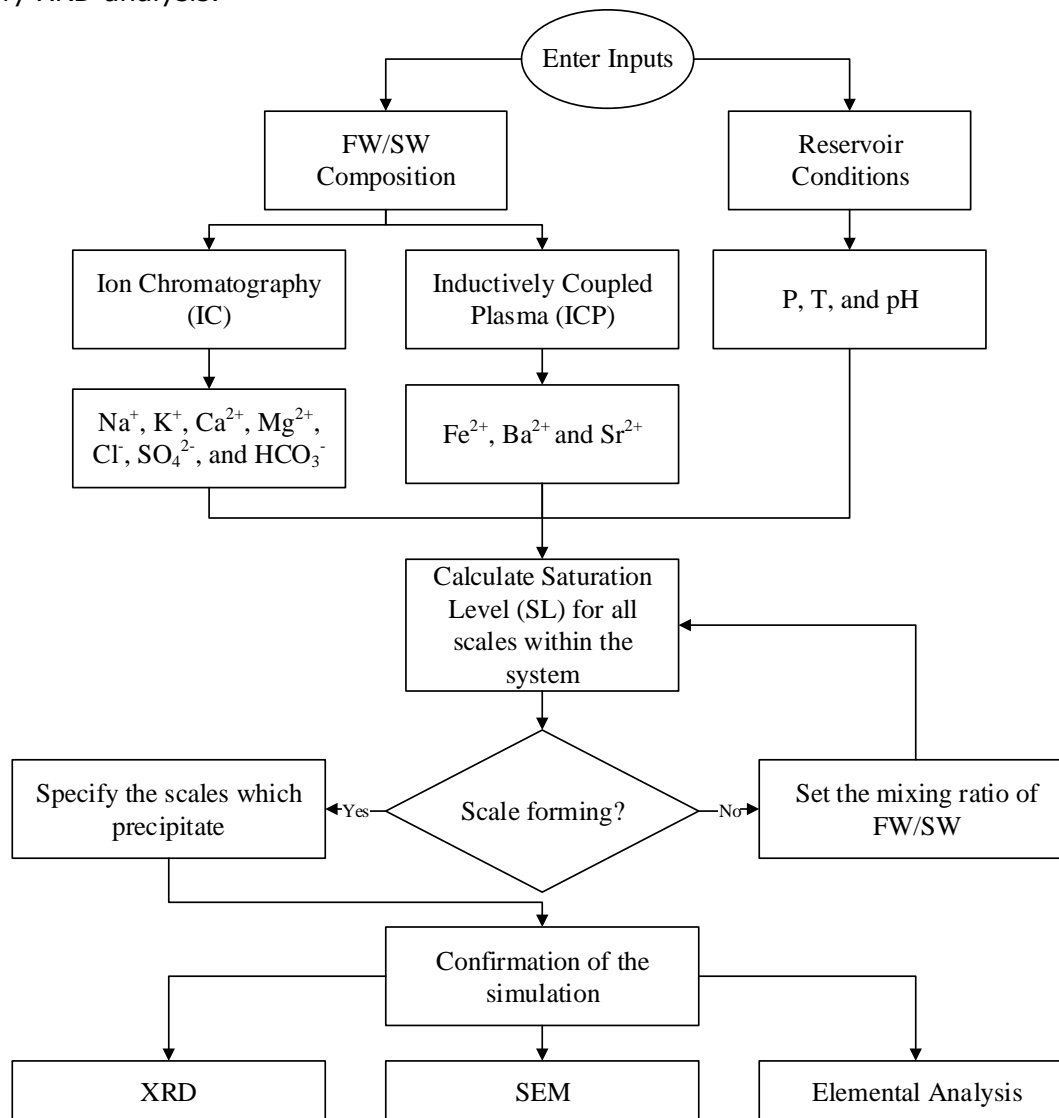 XRD analysis.
Enter Inputs
FW/SW
Composition
Reservoir
Conditions
Ion Chromatography
(IC)
Inductively Coupled
Plasma (ICP)
P, T, and pH
Na⁺, K⁺, Ca²⁺, Mg²⁺,
Cl⁻, SO₄²⁻, and HCO₃⁻
Fe²⁺, Ba²⁺ and Sr²⁺
Calculate Saturation
Level (SL) for all
scales within the
system
Specify the scales which
precipitate
Yes
Scale forming?
No
Set the mixing ratio of
FW/SW
Confirmation of the
simulation
XRD
SEM
Elemental Analysis